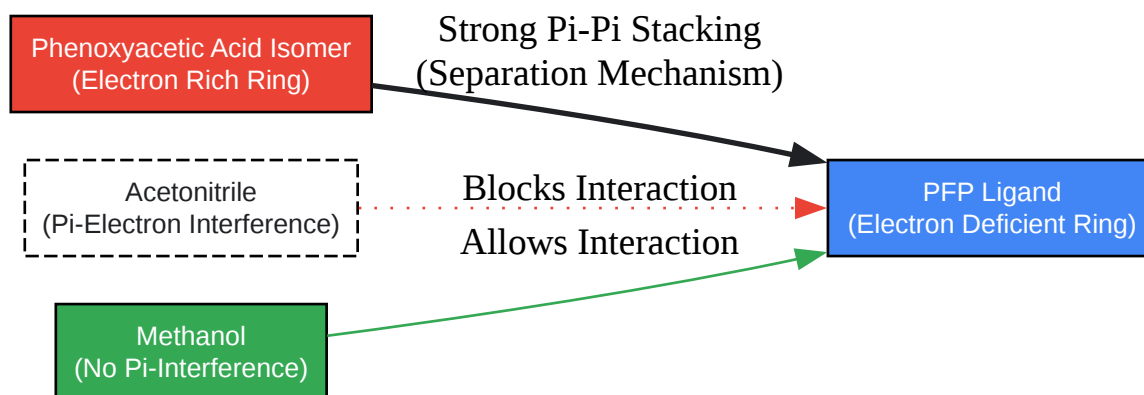 Phenoxyacetic Acid Isomer
(Electron Rich Ring)
Strong Pi-Pi Stacking
(Separation Mechanism)
Acetonitrile
(Pi-Electron Interference)
Blocks Interaction
Allows Interaction
PFP Ligand
(Electron Deficient Ring)
Methanol
(No Pi-Interference)